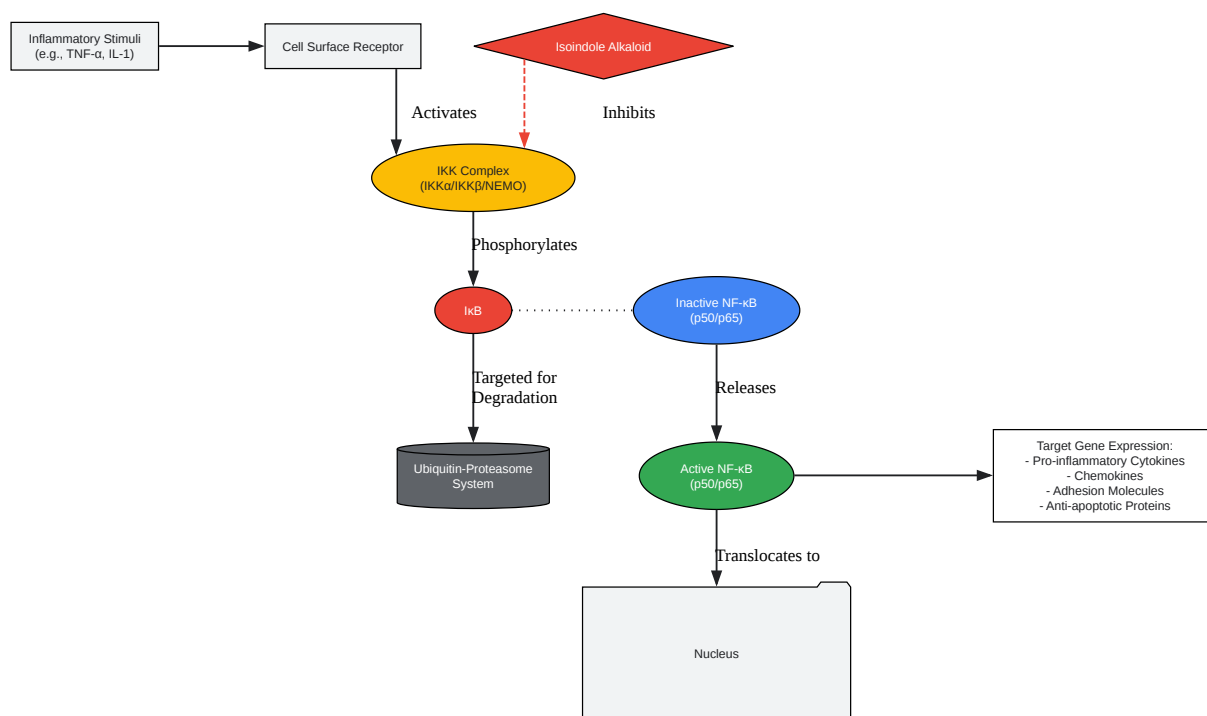 Inflammatory Stimuli
(e.g., TNF-α, IL-1)
Cell Surface Receptor
Isoindole Alkaloid
Activates
Inhibits
IKK Complex
(IKKα/IKKβ/NEMO)
Phosphorylates
IκB
Inactive NF-κB
(p50/p65)
Targeted for
Degradation
Releases
Ubiquitin-Proteasome
System
Active NF-κB
(p50/p65)
Target Gene Expression:
- Pro-inflammatory Cytokines
- Chemokines
- Adhesion Molecules
- Anti-apoptotic Proteins
Translocates to
Nucleus